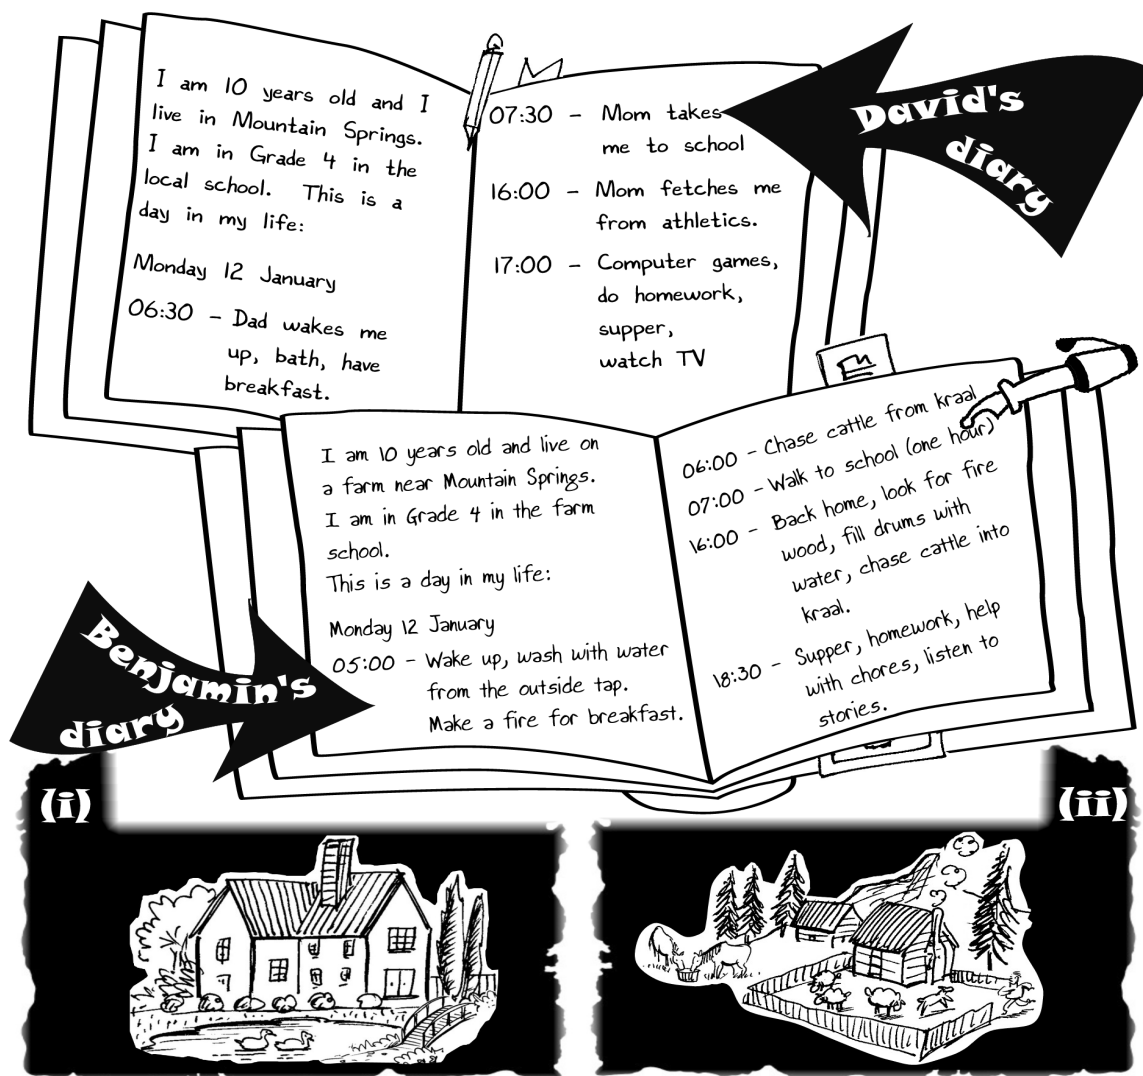 I am 10 years old and I
live in Mountain Springs.
I am in Grade 4 in the
local school. This is a
day in my life:
Monday 12 January
06:30 - Dad wakes me
up, bath, have
breakfast.
07:30 - Mom takes
me to school
16:00 - Mom fetches me
from athletics.
17:00 - Computer games,
do homework,
supper,
watch TV
David's
diary
I am 10 years old and live on
a farm near Mountain Springs.
I am in Grade 4 in the farm
school.
This is a day in my life:
Monday 12 January
05:00 - Wake up, wash with water
from the outside tap.
Make a fire for breakfast.
06:00 - Chase cattle from kraal
07:00 - Walk to school (one hour)
16:00 - Back home, look for fire
wood, fill drums with
water, chase cattle into
kraal.
18:30 - Supper, homework, help
with chores, listen to
stories.
Benjamin's
diary
(i)
(ii)